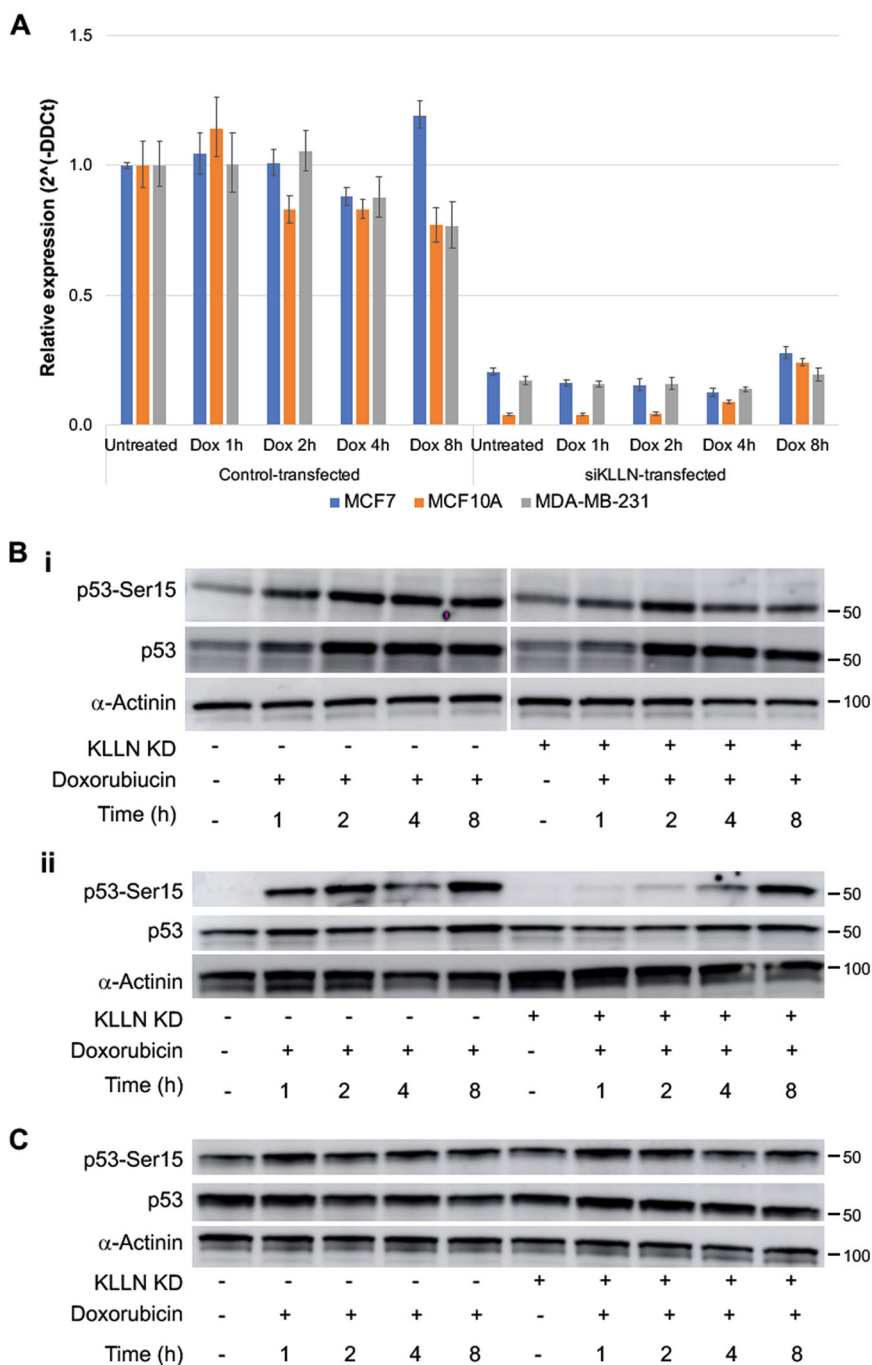 A
1.5
1.0
0.5
0.0
Relative expression (2^(-DDCt)
Untreated Dox 1h Dox 2h Dox 4h Dox 8h Untreated Dox 1h Dox 2h Dox 4h Dox 8h
Control-transfected siKLLN-transfected
MCF7 MCF10A MDA-MB-231
B
i
p53-Ser15 50
p53 50
α-Actinin 100
KLLN KD - - - - - + + + + +
Doxorubiucin - + + + + - + + + +
Time (h) - 1 2 4 8 - 1 2 4 8
ii
p53-Ser15 50
p53 50
α-Actinin 100
KLLN KD - - - - - + + + + +
Doxorubicin - + + + + - + + + +
Time (h) - 1 2 4 8 - 1 2 4 8
C
p53-Ser15 50
p53 50
α-Actinin 100
KLLN KD - - - - - + + + + +
Doxorubicin - + + + + - + + + +
Time (h) - 1 2 4 8 - 1 2 4 8